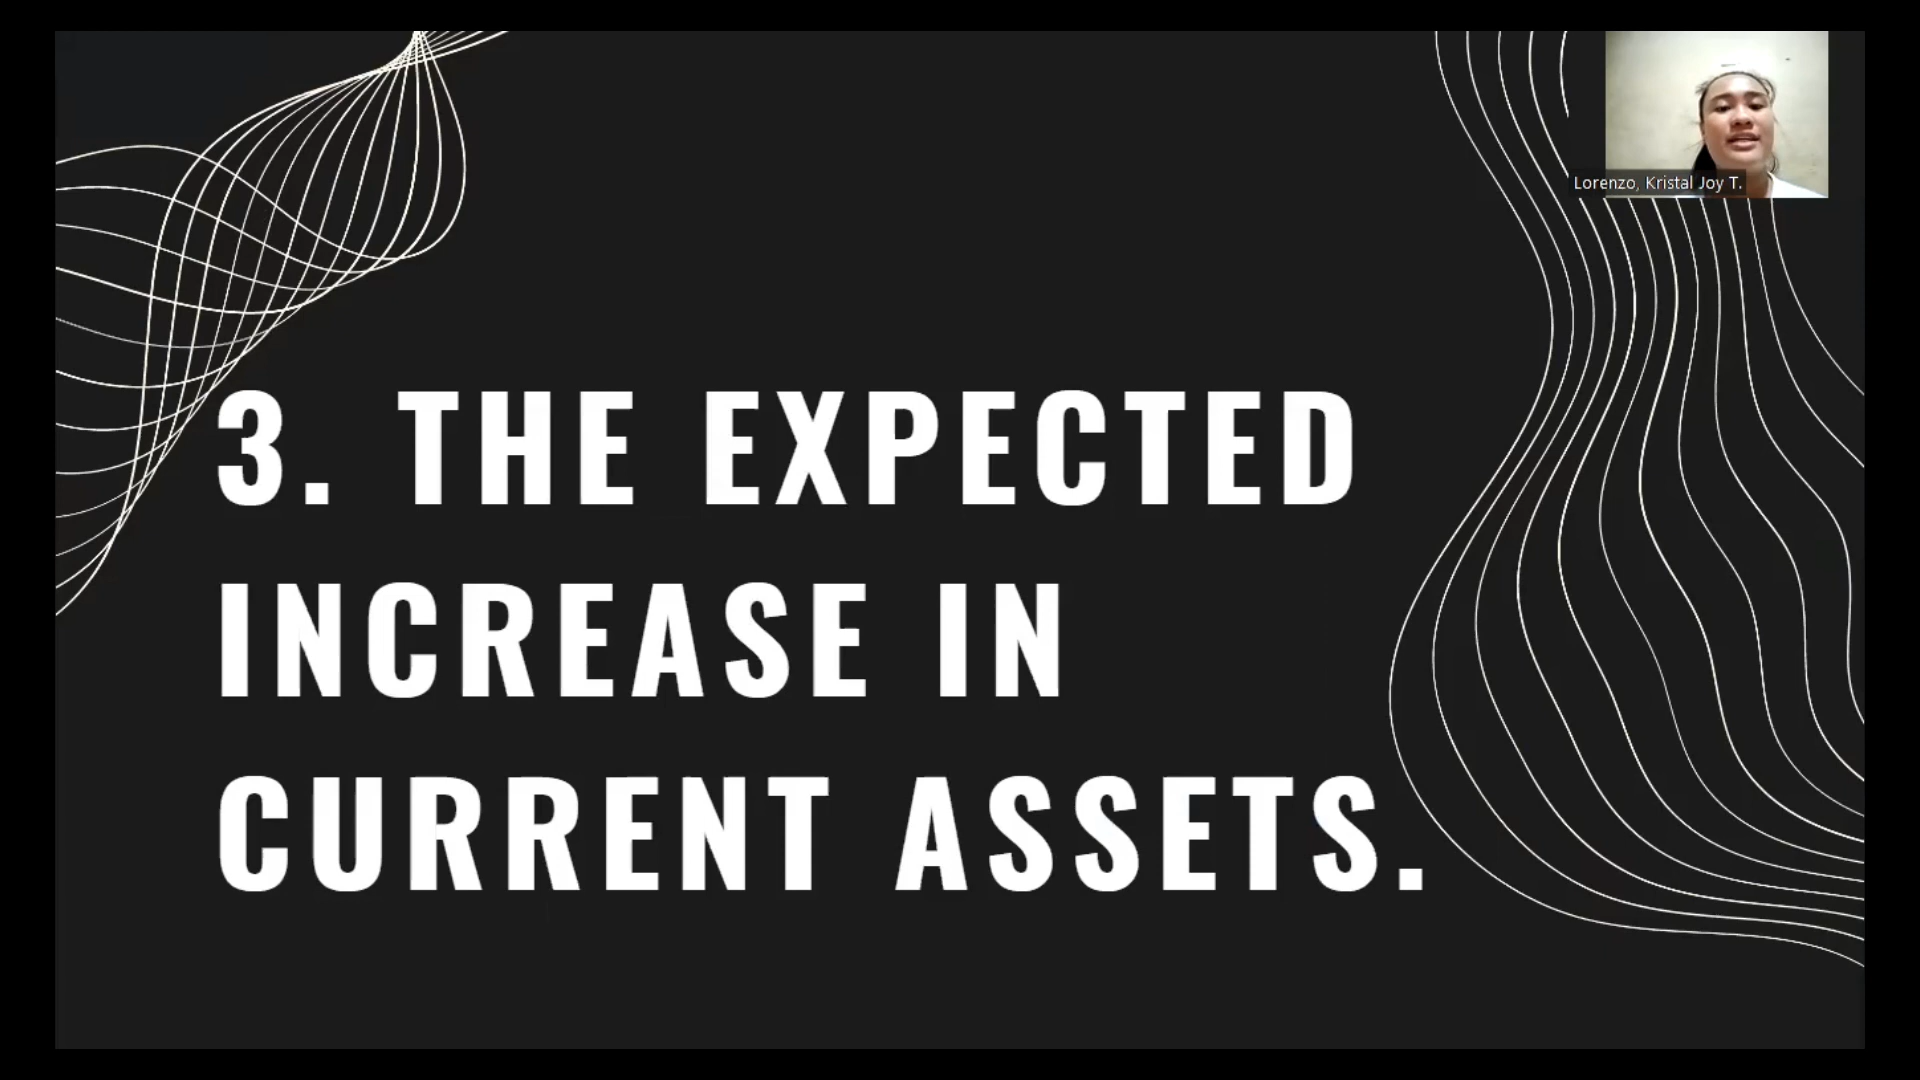 Lorenzo, Kristal Joy T.
3. THE EXPECTED
INCREASE IN
CURRENT ASSETS.